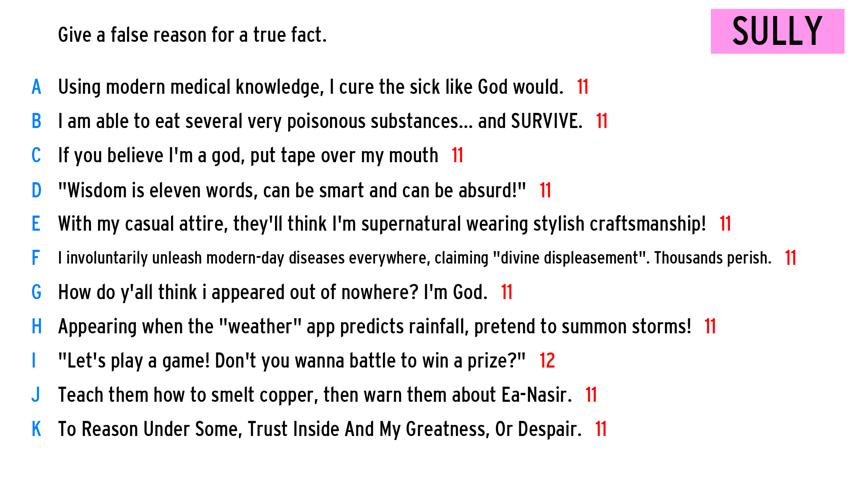 Give a false reason for a true fact.
SULLY
A Using modern medical knowledge, I cure the sick like God would. 11
B I am able to eat several very poisonous substances... and SURVIVE. 11
C If you believe I'm a god, put tape over my mouth 11
D "Wisdom is eleven words, can be smart and can be absurd!" 11
E With my casual attire, they'll think I'm supernatural wearing stylish craftsmanship! 11
F I involuntarily unleash modern-day diseases everywhere, claiming "divine displeasement". Thousands perish. 11
G How do y'all think i appeared out of nowhere? I'm God. 11
H Appearing when the "weather" app predicts rainfall, pretend to summon storms! 11
I "Let's play a game! Don't you wanna battle to win a prize?" 12
J Teach them how to smelt copper, then warn them about Ea-Nasir. 11
K To Reason Under Some, Trust Inside And My Greatness, Or Despair. 11